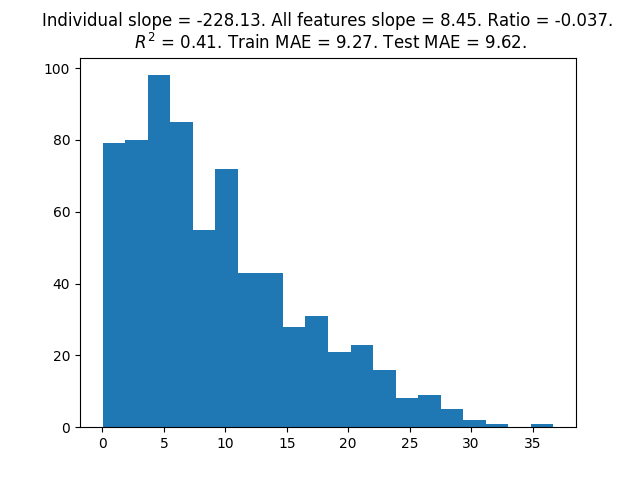 Individual slope = -228.13. All features slope = 8.45. Ratio = -0.037.
R² = 0.41. Train MAE = 9.27. Test MAE = 9.62.
100
80
60
40
20
0
0 5 10 15 20 25 30 35